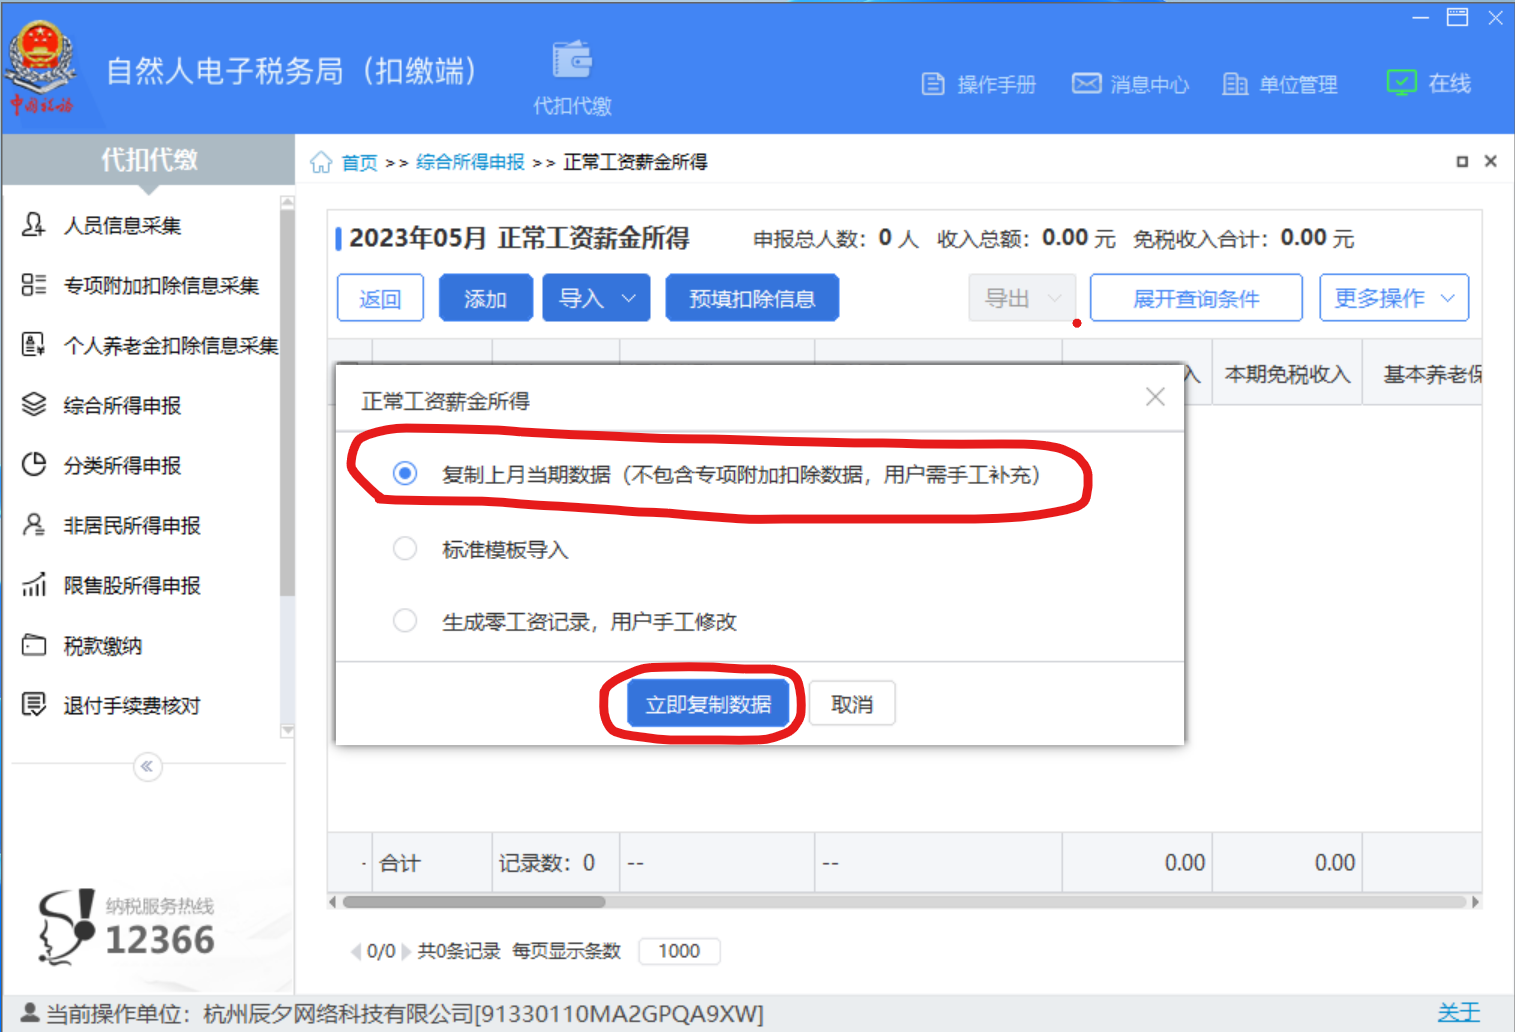 自然人电子税务局（扣缴端）
代扣代缴
操作手册
消息中心
单位管理
在线
中国税务
代扣代缴
首页 >> 综合所得申报 >> 正常工资薪金所得
人员信息采集
专项附加扣除信息采集
个人养老金扣除信息采集
综合所得申报
分类所得申报
非居民所得申报
限售股所得申报
税款缴纳
退付手续费核对
纳税服务热线
12366
2023年05月 正常工资薪金所得 申报总人数：0 人 收入总额：0.00 元 免税收入合计：0.00 元
返回 添加 导入 预填扣除信息 导出 展开查询条件 更多操作
入 本期免税收入 基本养老保
正常工资薪金所得
复制上月当期数据（不包含专项附加扣除数据，用户需手工补充）
标准模板导入
生成零工资记录，用户手工修改
立即复制数据 取消
合计 记录数：0 -- -- 0.00 0.00
0/0 共0条记录 每页显示条数 1000
当前操作单位：杭州辰夕网络科技有限公司[91330110MA2GPQA9XW]
关于